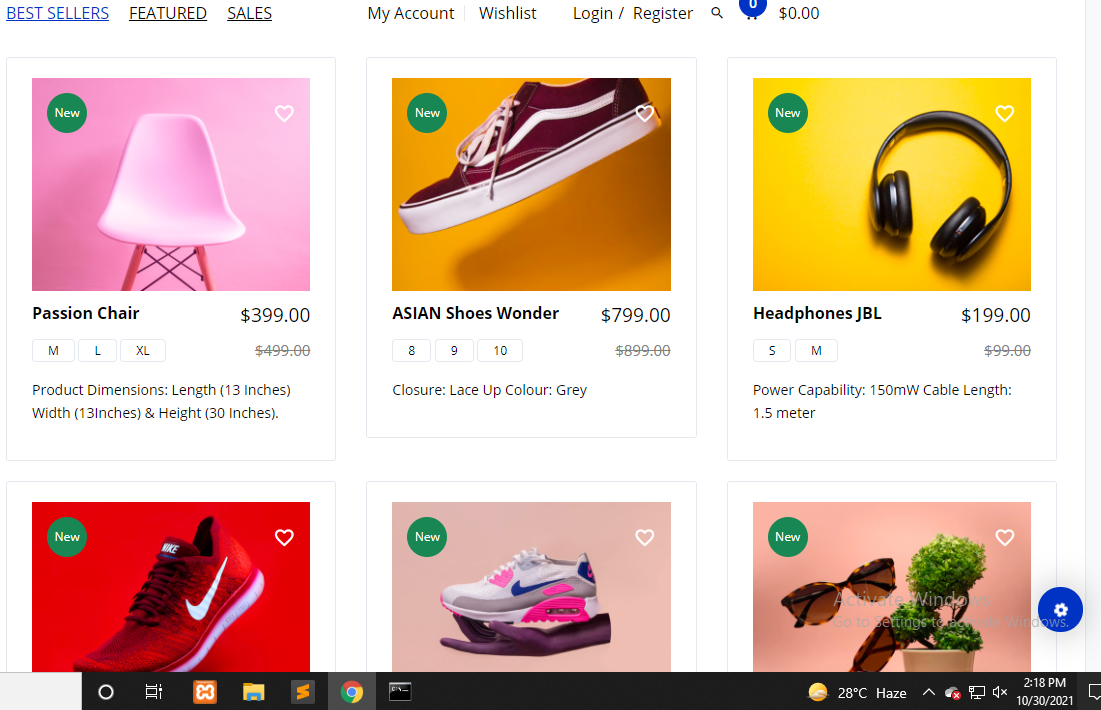 BEST SELLERS FEATURED SALES My Account Wishlist Login / Register 0 $0.00
New New New
Passion Chair $399.00
M L XL $499.00
Product Dimensions: Length (13 Inches)
Width (13Inches) & Height (30 Inches).
ASIAN Shoes Wonder $799.00
8 9 10 $899.00
Closure: Lace Up Colour: Grey
Headphones JBL $199.00
S M $99.00
Power Capability: 150mW Cable Length:
1.5 meter
New New New
NIKE
Activate Windows
Go to Settings to activate Windows.
28°C Haze 2:18 PM
10/30/2021